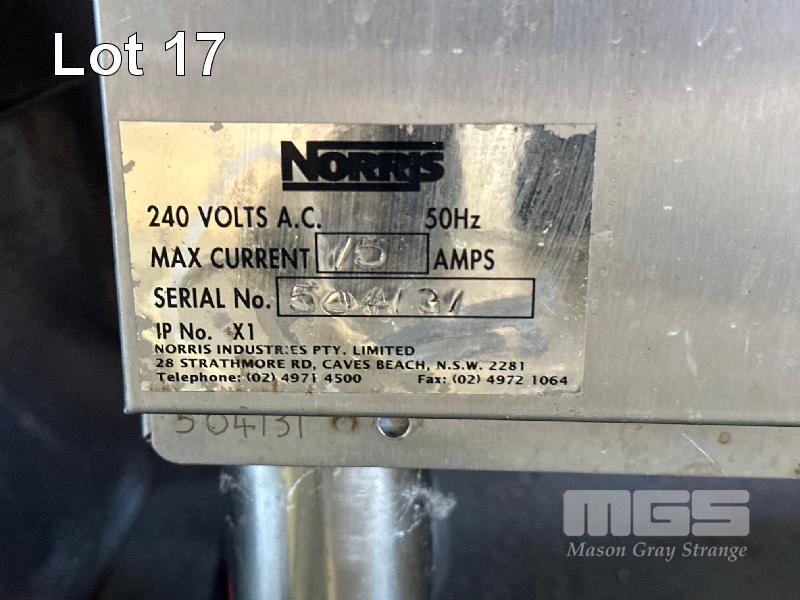 Lot 17
NORRIS
240 VOLTS A.C. 50Hz
MAX CURRENT 15 AMPS
SERIAL No. 504131
IP No. X1
NORRIS INDUSTRIES PTY. LIMITED
28 STRATHMORE RD, CAVES BEACH, N.S.W. 2281
Telephone: (02) 4971 4500 Fax: (02) 4972 1064
504131
MGS
Mason Gray Strange